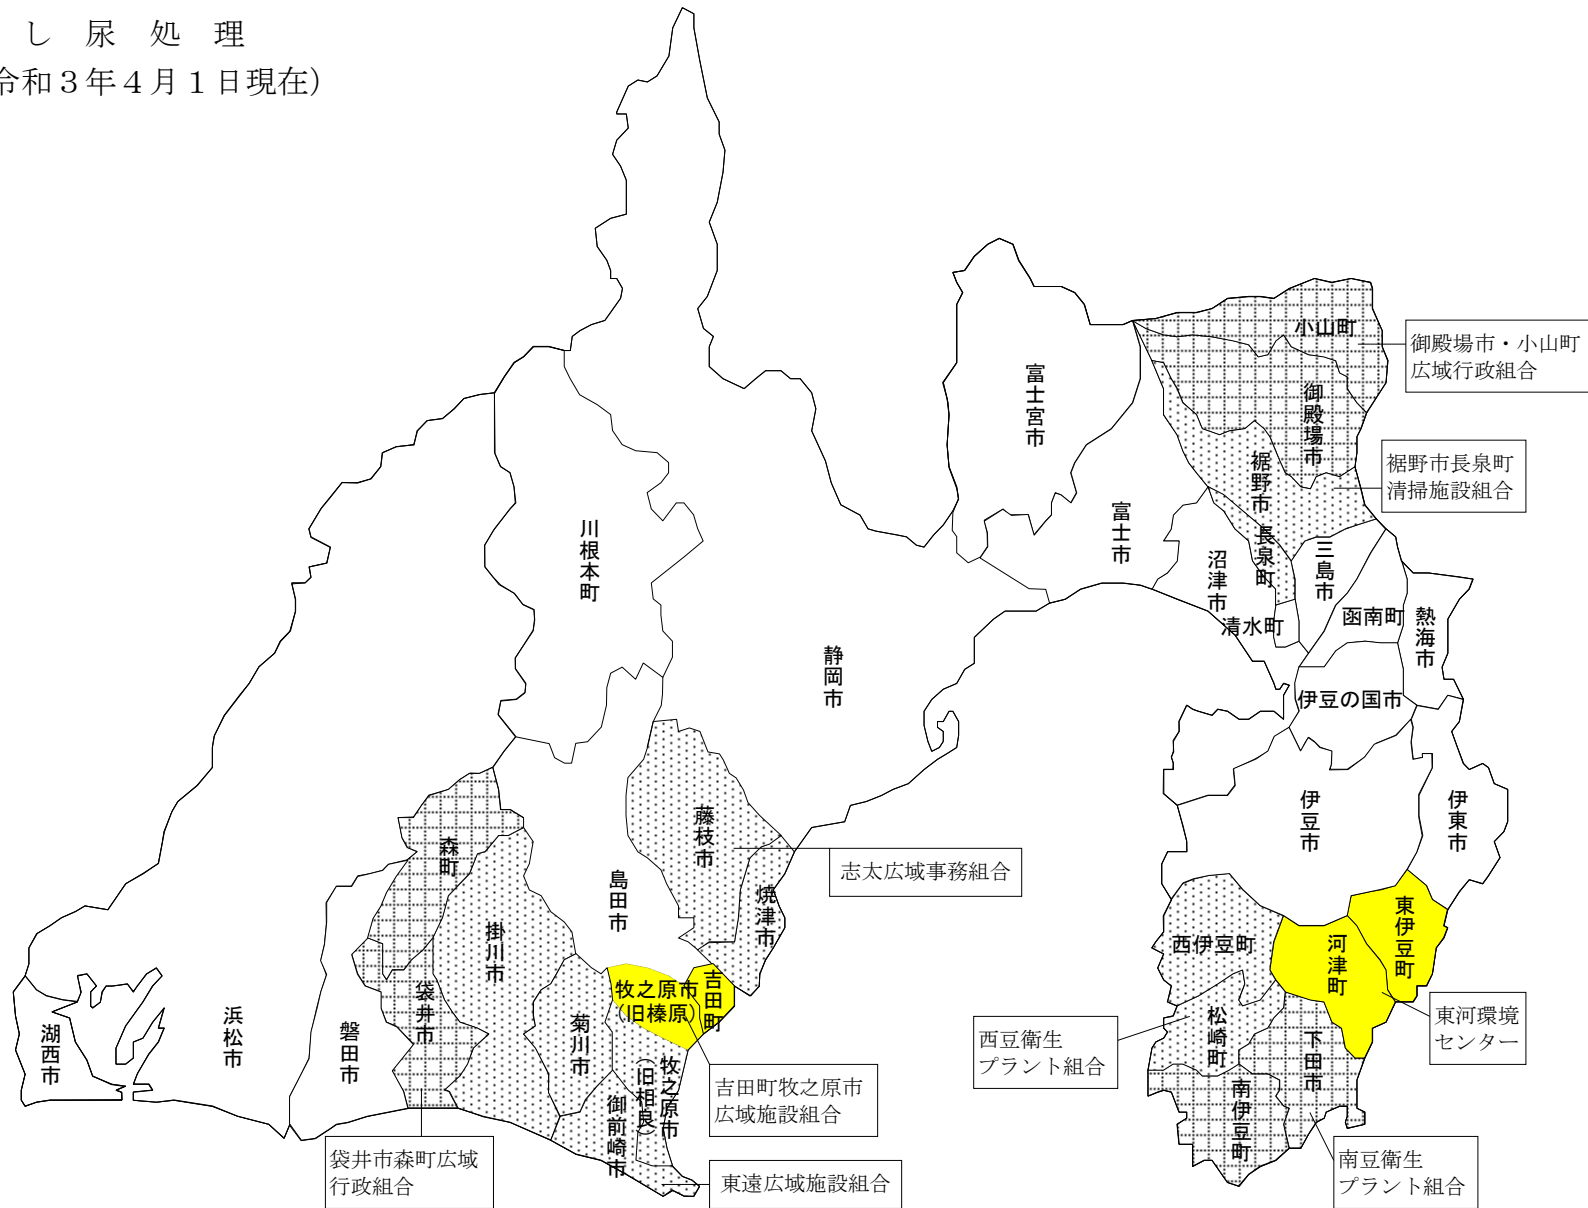 し尿処理
令和３年４月１日現在）
小山町
御殿場市・小山町
広域行政組合
富士宮市
御殿場市
裾野市
裾野市長泉町
清掃施設組合
富士市
川根本町
長泉町
三島市
沼津市
清水町
函南町
熱海市
静岡市
伊豆の国市
伊豆市
伊東市
藤枝市
森町
志太広域事務組合
島田市
焼津市
東伊豆町
掛川市
西伊豆町
河津町
牧之原市
（旧榛原）
吉田町
袋井市
浜松市
磐田市
湖西市
菊川市
松崎町
下田市
東河環境
センター
西豆衛生
プラント組合
牧之原市
（旧相良）
御前崎市
吉田町牧之原市
広域施設組合
南伊豆町
袋井市森町広域
行政組合
東遠広域施設組合
南豆衛生
プラント組合